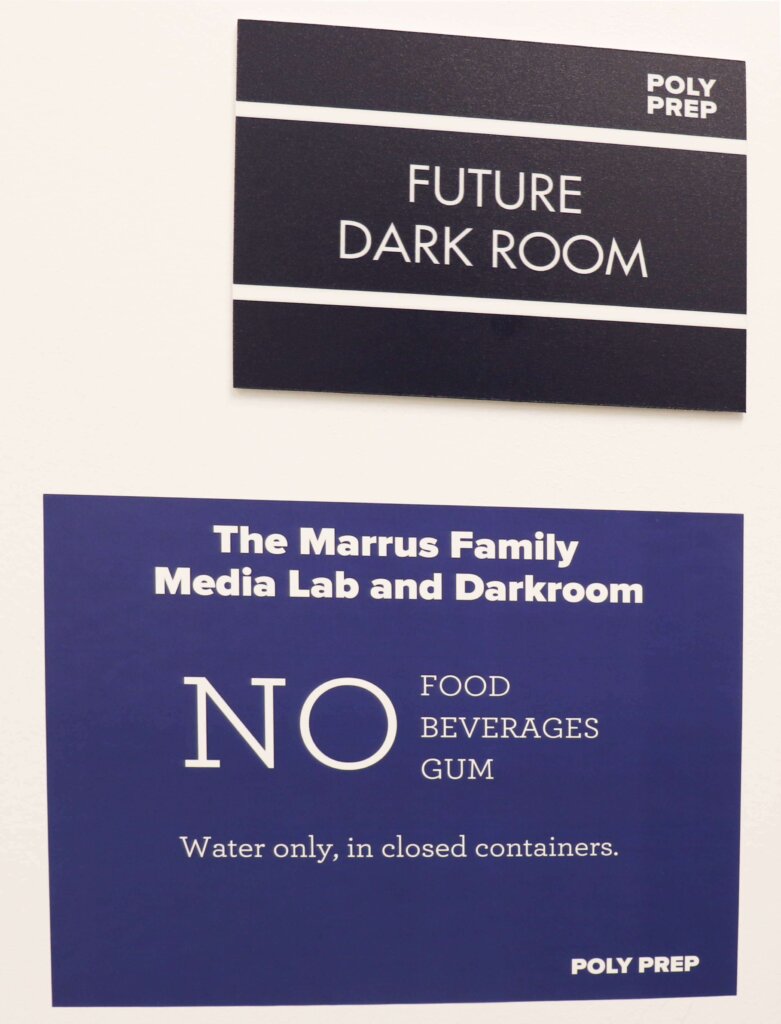 POLY
PREP
FUTURE
DARK ROOM
The Marrus Family
Media Lab and Darkroom
NO
FOOD
BEVERAGES
GUM
Water only, in closed containers.
POLY PREP